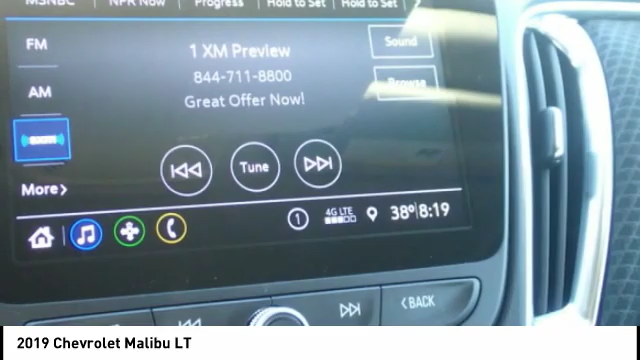 MSNBC NPR Now Progress Hold to Set Hold to Set
FM
1 XM Preview
Sound
844-711-8800
AM
Browse
Great Offer Now!
Tune
More>
1
4G LTE
38° 8:19
< BACK
2019 Chevrolet Malibu LT